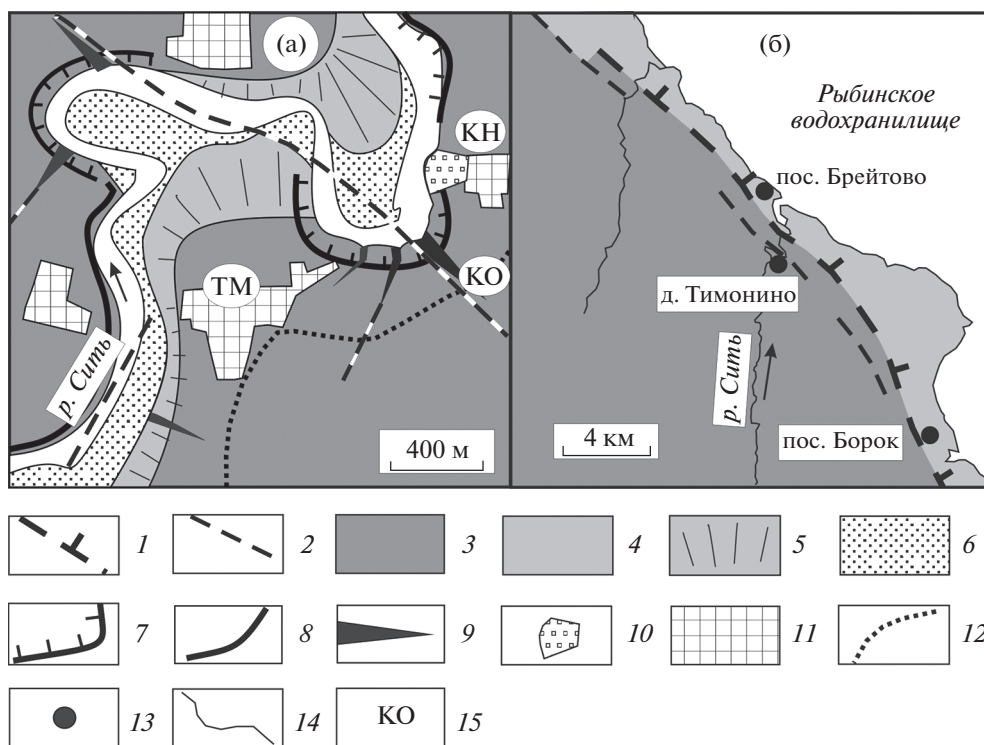 (а)
(б)
Рыбинское
водохранилище
КН
пос. Брейтово
ТМ
КО
д. Тимонино
р. Сить
р. Сить
пос. Борок
400 м
4 км
1
2
3
4
5
6
7
8
9
10
11
12
13
14
КО
15